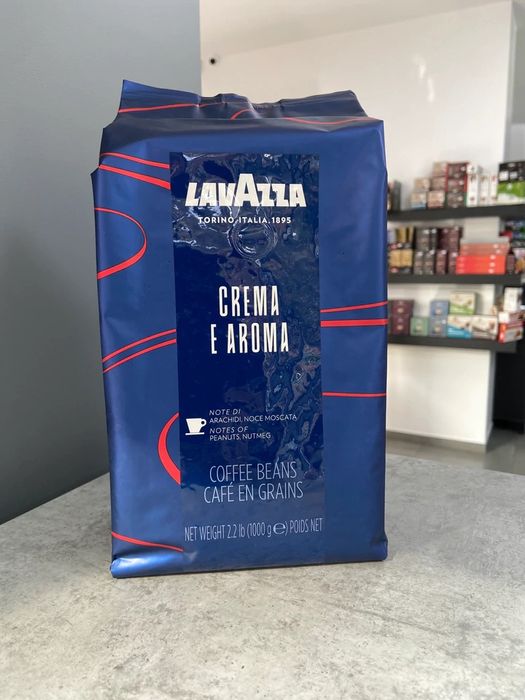 LAVAZZA
TORINO, ITALIA, 1895
CREMA
E AROMA
NOTE DI
ARACHIDI, NOCE MOSCATA
NOTES OF
PEANUTS, NUTMEG
COFFEE BEANS
CAFÉ EN GRAINS
NET WEIGHT 2.2 lb (1000 g ℮) POIDS NET